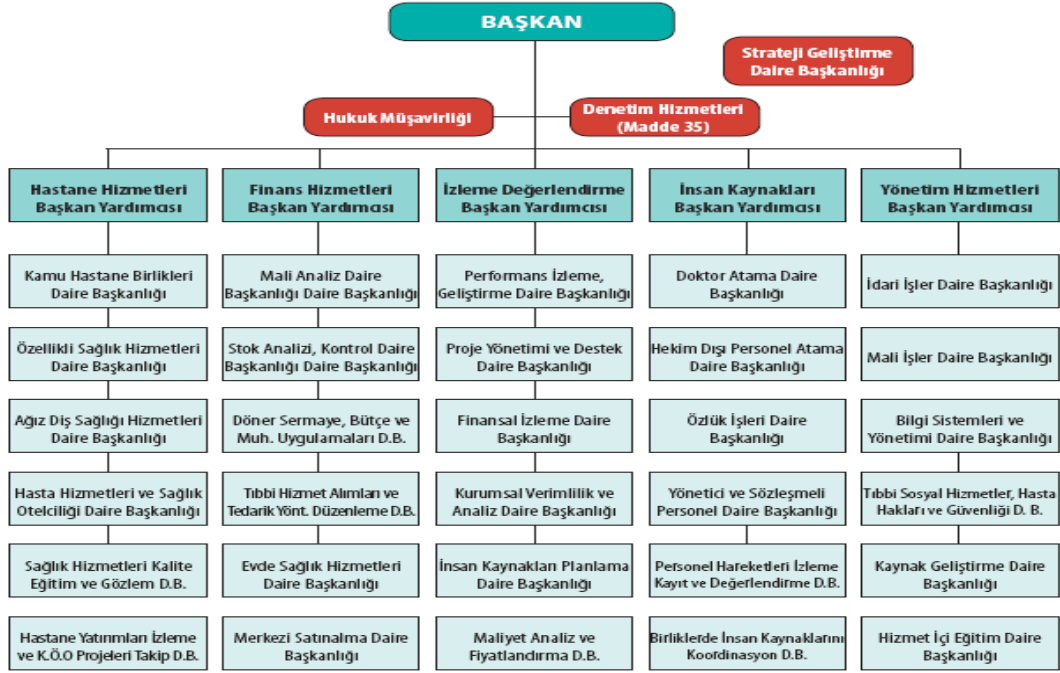 BAŞKAN
Strateji Geliştirme
Daire Başkanlığı
Hukuk Müşavirliği
Denetim Hizmetleri
(Madde 35)
Hastane Hizmetleri
Başkan Yardımcısı
Finans Hizmetleri
Başkan Yardımcısı
İzleme Değerlendirme
Başkan Yardımcısı
İnsan Kaynakları
Başkan Yardımcısı
Yönetim Hizmetleri
Başkan Yardımcısı
Kamu Hastane Birlikleri
Daire Başkanlığı
Mali Analiz Daire
Başkanlığı Daire Başkanlığı
Performans İzleme,
Geliştirme Daire Başkanlığı
Doktor Atama Daire
Başkanlığı
İdari İşler Daire Başkanlığı
Özellikli Sağlık Hizmetleri
Daire Başkanlığı
Stok Analizi, Kontrol Daire
Başkanlığı Daire Başkanlığı
Proje Yönetimi ve Destek
Daire Başkanlığı
Hekim Dışı Personel Atama
Daire Başkanlığı
Mali İşler Daire Başkanlığı
Ağız Diş Sağlığı Hizmetleri
Daire Başkanlığı
Döner Sermaye, Bütçe ve
Muh. Uygulamaları D.B.
Finansal İzleme Daire
Başkanlığı
Özlük İşleri Daire
Başkanlığı
Bilgi Sistemleri ve
Yönetimi Daire Başkanlığı
Hasta Hizmetleri ve Sağlık
Otelciliği Daire Başkanlığı
Tıbbi Hizmet Alımları ve
Tedarik Yönt. Düzenleme D.B.
Kurumsal Verimlilik ve
Analiz Daire Başkanlığı
Yönetici ve Sözleşmeli
Personel Daire Başkanlığı
Tıbbi Sosyal Hizmetler, Hasta
Hakları ve Güvenliği D. B.
Sağlık Hizmetleri Kalite
Eğitim ve Gözlem D.B.
Evde Sağlık Hizmetleri
Daire Başkanlığı
İnsan Kaynakları Planlama
Daire Başkanlığı
Personel Hareketleri İzleme
Kayıt ve Değerlendirme D.B.
Kaynak Geliştirme Daire
Başkanlığı
Hastane Yatırımları İzleme
ve K.Ö.O Projeleri Takip D.B.
Merkezi Satınalma Daire
Başkanlığı
Maliyet Analiz ve
Fiyatlandırma D.B.
Birliklerde İnsan Kaynaklarını
Koordinasyon D.B.
Hizmet İçi Eğitim Daire
Başkanlığı